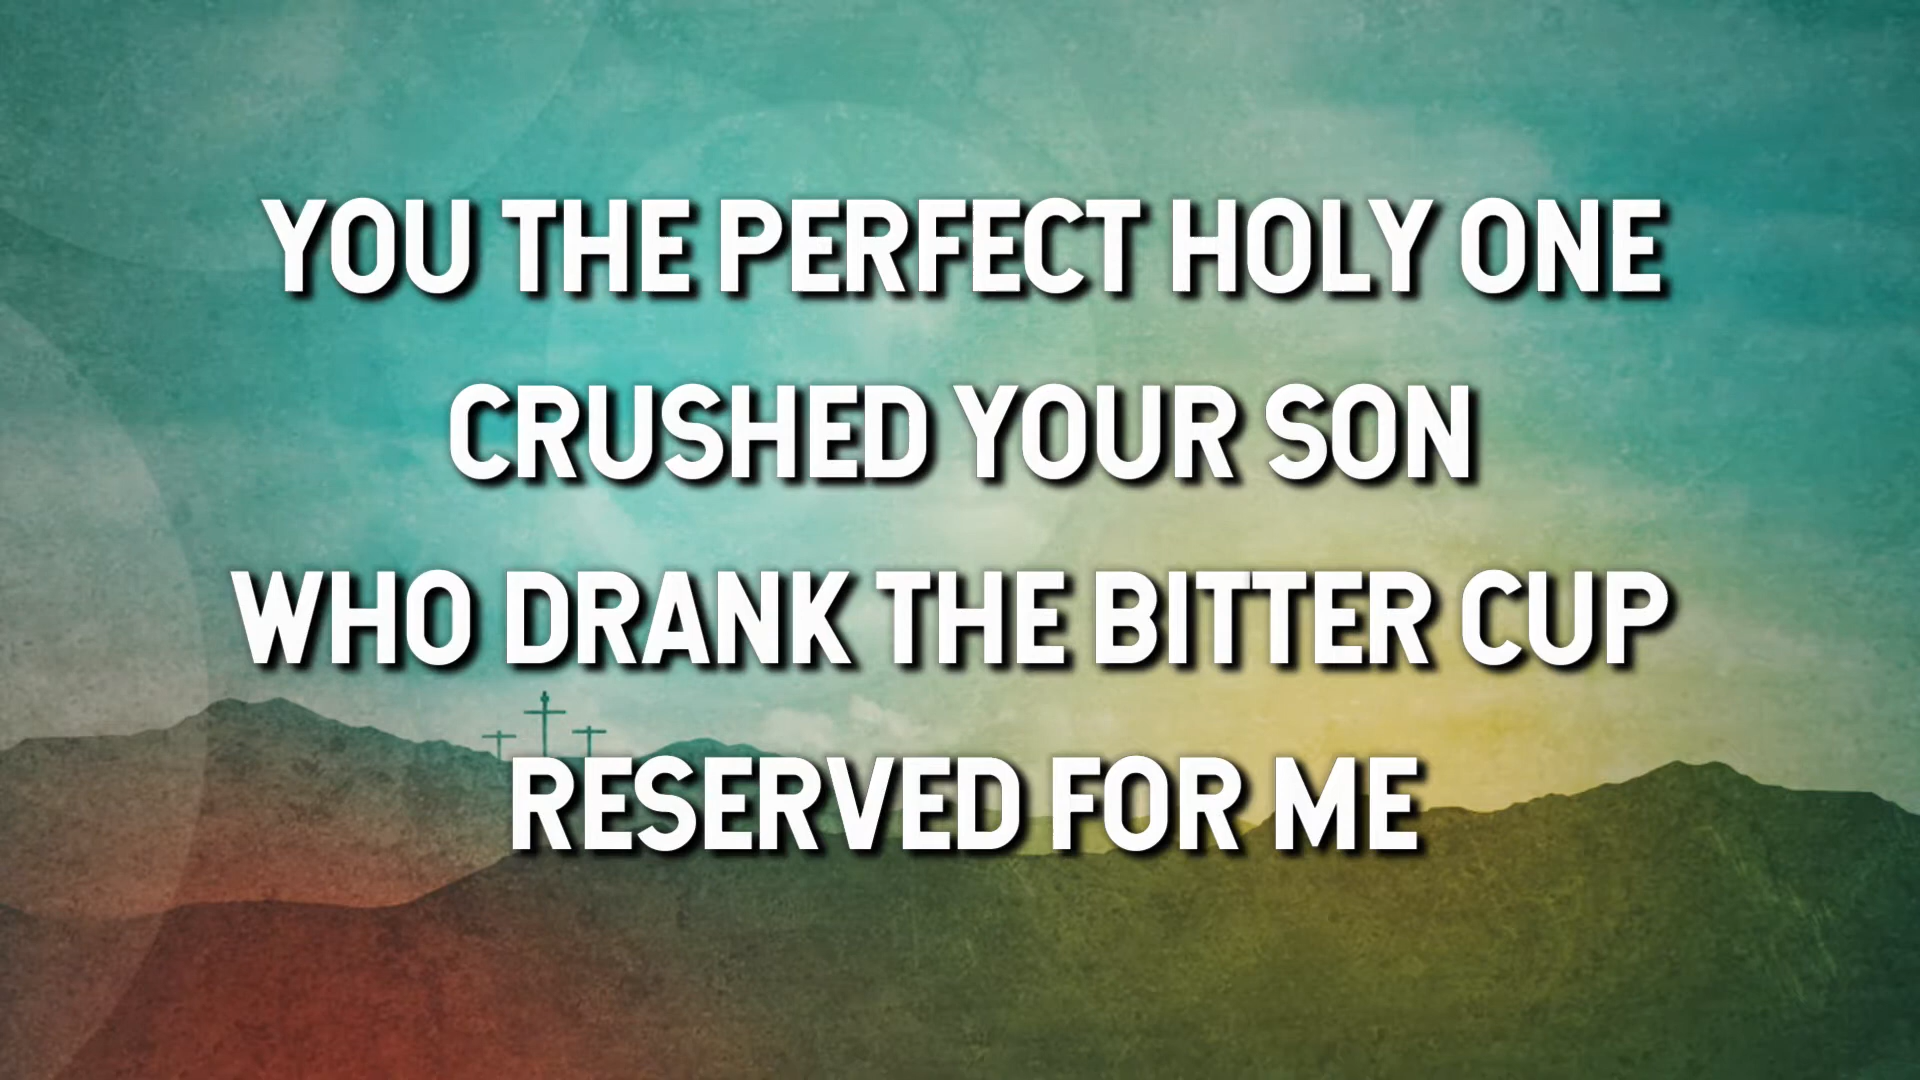 YOU THE PERFECT HOLY ONE
CRUSHED YOUR SON
WHO DRANK THE BITTER CUP
RESERVED FOR ME